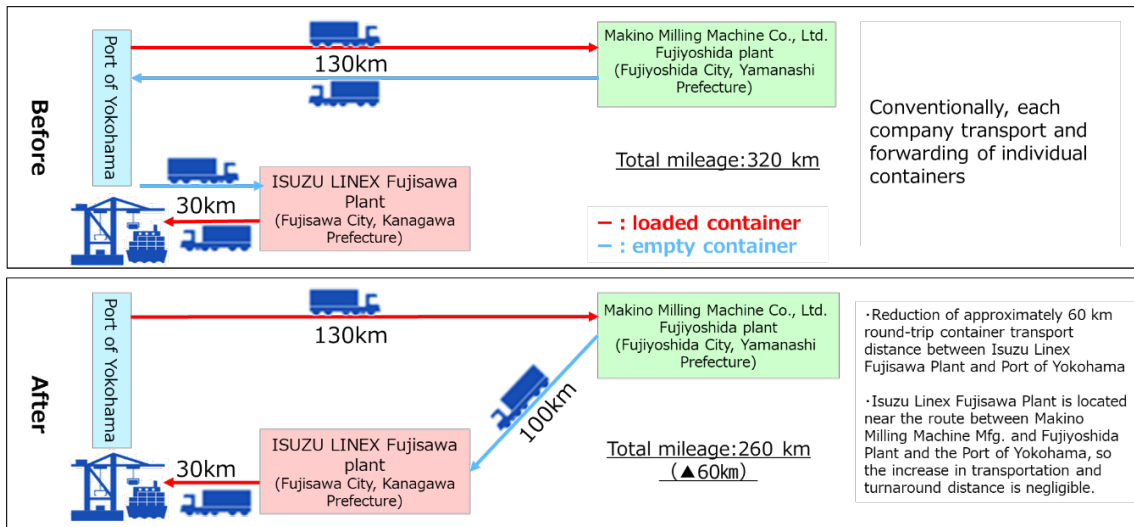 Before
Port of Yokohama
130km
Makino Milling Machine Co., Ltd.
Fujiyoshida plant
(Fujiyoshida City, Yamanashi
Prefecture)
30km
ISUZU LINEX Fujisawa
Plant
(Fujisawa City, Kanagawa
Prefecture)
Total mileage:320 km
− : loaded container
− : empty container
Conventionally, each
company transport and
forwarding of individual
containers
After
Port of Yokohama
130km
Makino Milling Machine Co., Ltd.
Fujiyoshida plant
(Fujiyoshida City, Yamanashi
Prefecture)
100km
30km
ISUZU LINEX Fujisawa
plant
(Fujisawa City, Kanagawa
Prefecture)
Total mileage:260 km
(▲60km)
・Reduction of approximately 60 km
round-trip container transport
distance between Isuzu Linex
Fujisawa Plant and Port of Yokohama
・Isuzu Linex Fujisawa Plant is located
near the route between Makino
Milling Machine Mfg. and Fujiyoshida
Plant and the Port of Yokohama, so
the increase in transportation and
turnaround distance is negligible.